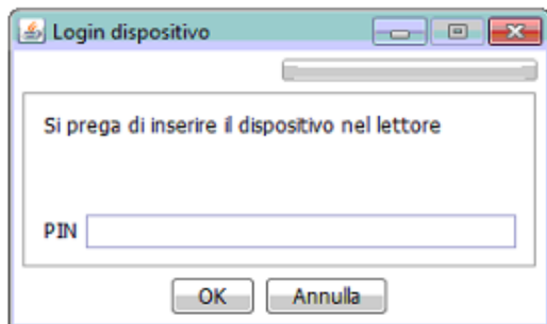 Login dispositivo
Si prega di inserire il dispositivo nel lettore
PIN
OK Annulla